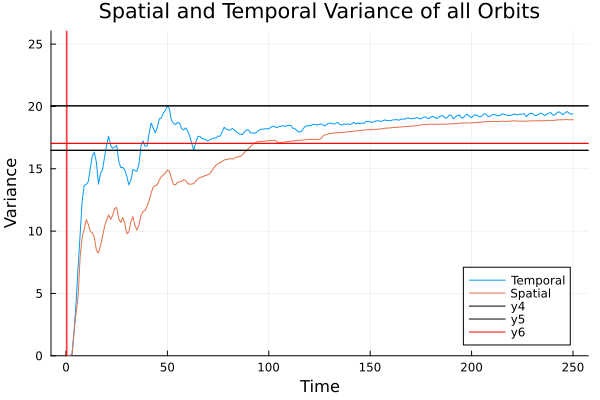 Spatial and Temporal Variance of all Orbits
25
20
15
10
5
0
Variance
0 50 100 150 200 250
Time
Temporal
Spatial
y4
y5
y6